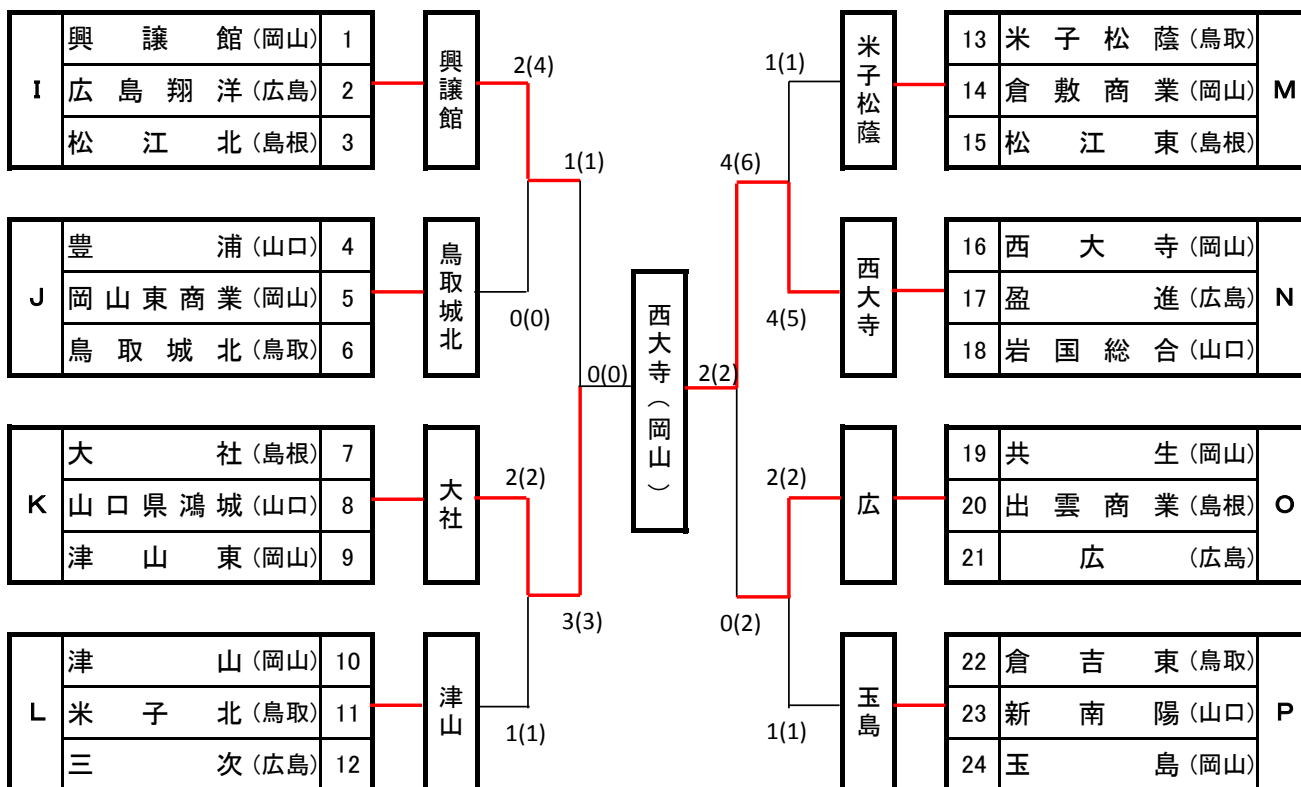 I
興譲館(岡山) 1
広島翔洋(広島) 2
松江北(島根) 3
興譲館
2(4)
J
豊浦(山口) 4
岡山東商業(岡山) 5
鳥取城北(鳥取) 6
鳥取城北
0(0)
1(1)
K
大社(島根) 7
山口県鴻城(山口) 8
津山東(岡山) 9
大社
2(2)
L
津山(岡山) 10
米子北(鳥取) 11
三次(広島) 12
津山
1(1)
3(3)
0(0)
西大寺(岡山)
2(2)
1(1)
米子松蔭
13 米子松蔭(鳥取)
14 倉敷商業(岡山)
15 松江東(島根)
M
4(6)
4(5)
西大寺
16 西大寺(岡山)
17 盈進(広島)
18 岩国総合(山口)
N
2(2)
広
19 共生(岡山)
20 出雲商業(島根)
21 広(広島)
O
0(2)
1(1)
玉島
22 倉吉東(鳥取)
23 新南陽(山口)
24 玉島(岡山)
P